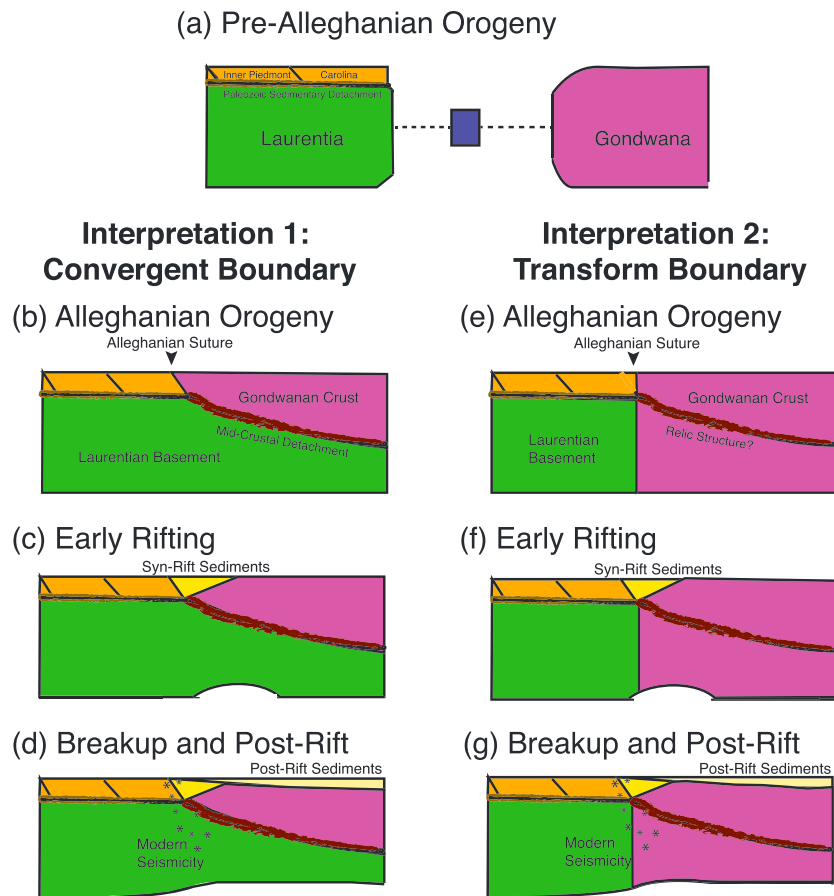 (a) Pre-Alleghanian Orogeny
Inner Piedmont
Carolina
Paleozoic Sedimentary Detachment
Laurentia
Gondwana
Interpretation 1:
Convergent Boundary
Interpretation 2:
Transform Boundary
(b) Alleghanian Orogeny
Alleghanian Suture
Gondwanan Crust
Mid-Crustal Detachment
Laurentian Basement
(e) Alleghanian Orogeny
Alleghanian Suture
Gondwanan Crust
Laurentian
Basement
Relic Structure?
(c) Early Rifting
Syn-Rift Sediments
(f) Early Rifting
Syn-Rift Sediments
(d) Breakup and Post-Rift
Post-Rift Sediments
Modern
Seismicity
(g) Breakup and Post-Rift
Post-Rift Sediments
Modern
Seismicity